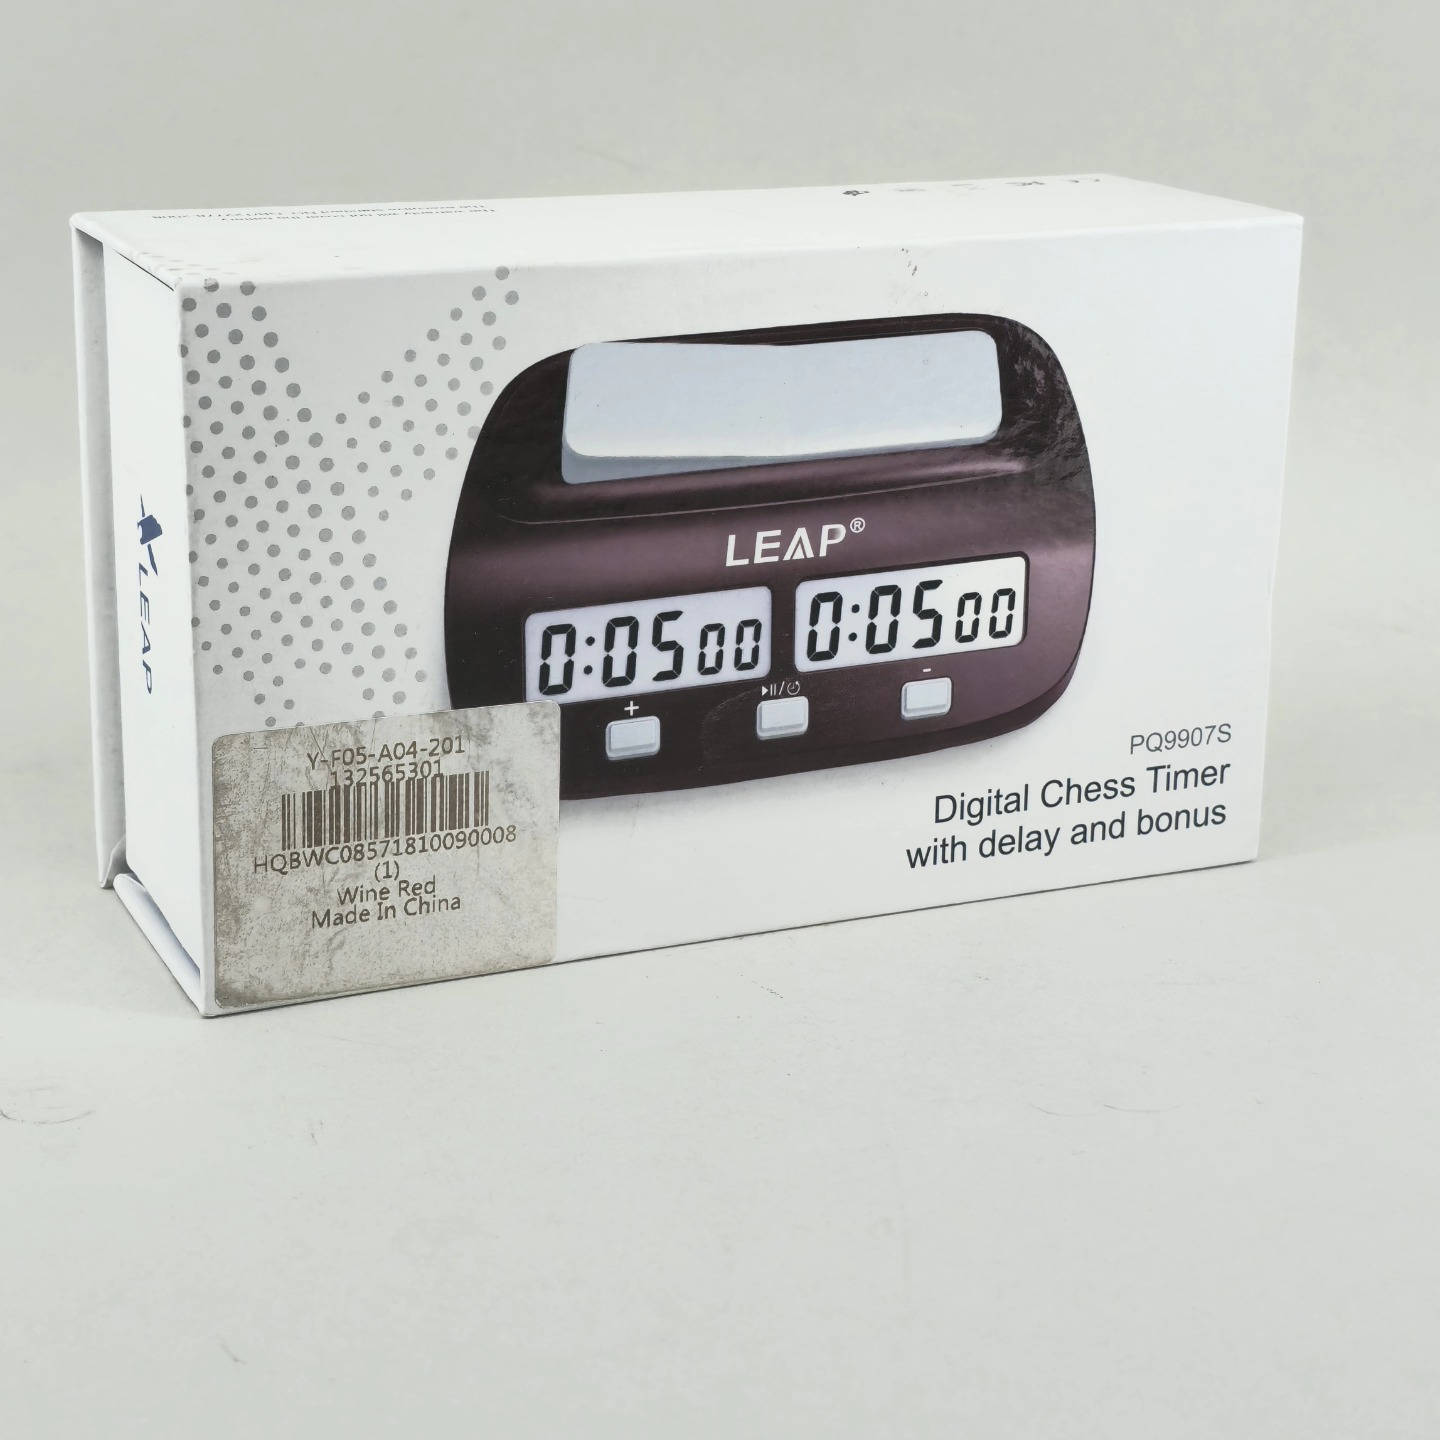 LEAP
LEAP®
0:05 00
0:05 00
+
-
PQ9907S
Digital Chess Timer
with delay and bonus
Y-F05-A04-201
132565301
HQBWC08571810090008
(1)
Wine Red
Made In China